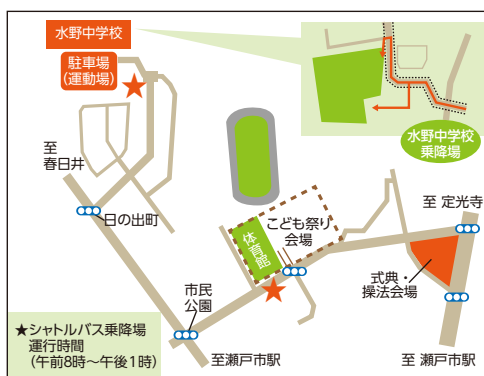 水野中学校
駐車場
(運動場)
水野中学校
乗降場
至
春日井
日の出町
至 定光寺
こども祭り
会場
体育館
式典・
操法会場
市民
公園
★シャトルバス乗降場
運行時間
(午前8時〜午後1時)
至瀬戸市駅
至 瀬戸市駅